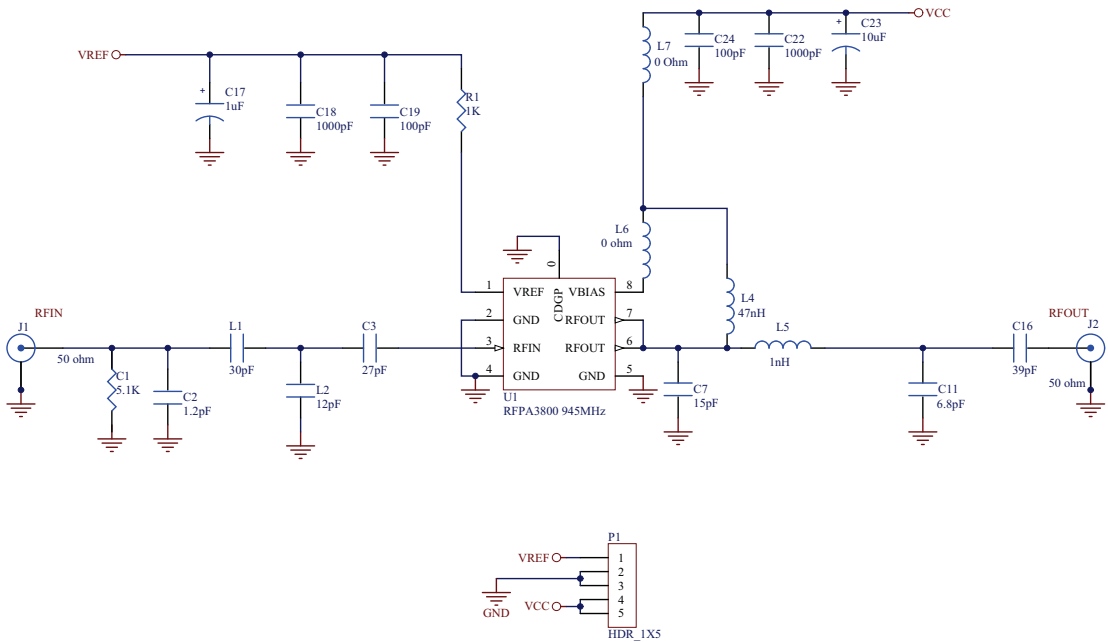 VCC
C23
10uF
C24
100pF
C22
1000pF
L7
0 Ohm
VREF
C17
1uF
C18
1000pF
C19
100pF
R1
1K
+
+
L6
0 ohm
L4
47nH
0
CDGP
1 VREF VBIAS 8
2 GND RFOUT 7
3 RFIN RFOUT 6
4 GND GND 5
U1
RFPA3800 945MHz
RFIN
J1
50 ohm
C1
5.1K
C2
1.2pF
L1
30pF
L2
12pF
C3
27pF
C7
15pF
L5
1nH
C11
6.8pF
C16
39pF
RFOUT
J2
50 ohm
P1
VREF 1
2
3
GND
VCC 4
5
HDR_1X5